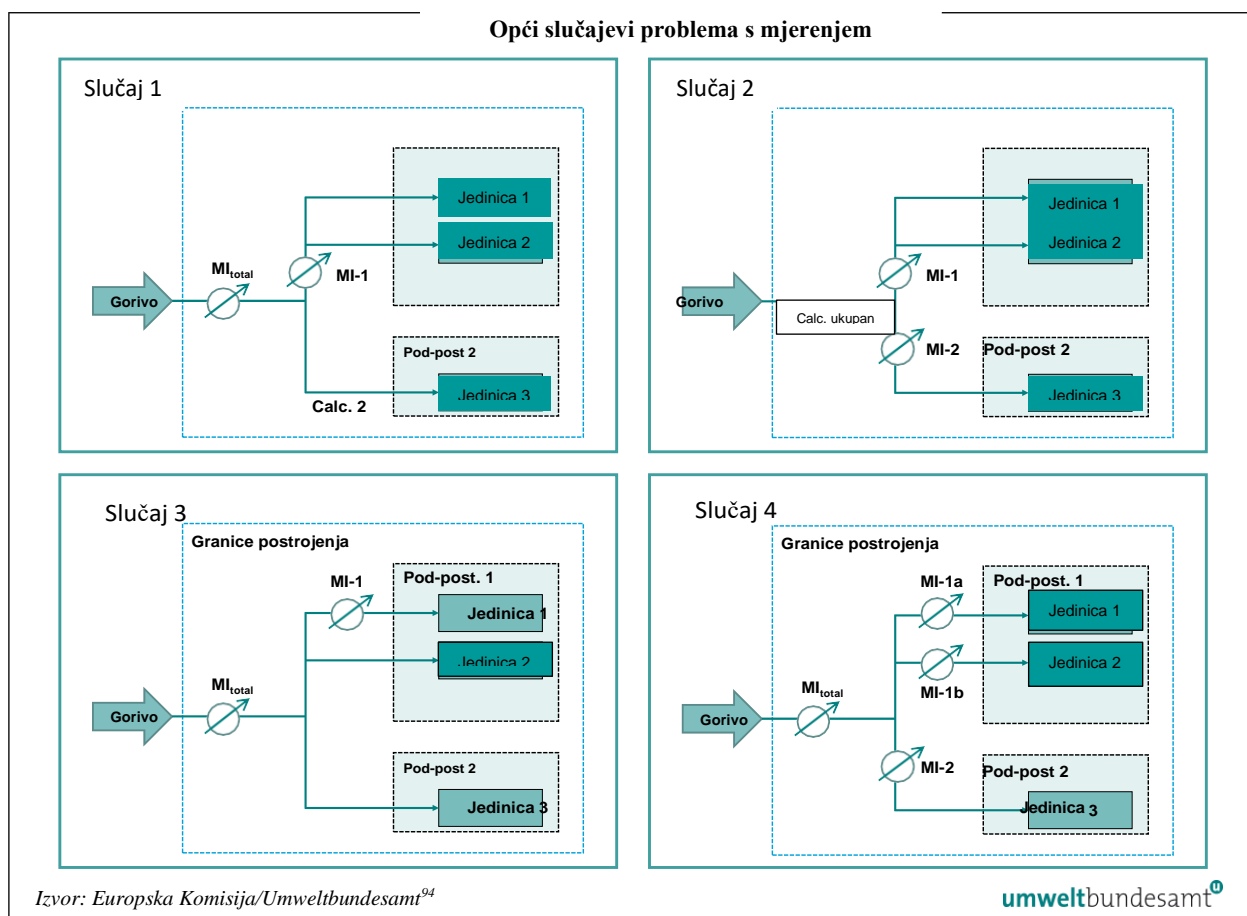 Opći slučajevi problema s mjerenjem
Slučaj 1
Jedinica 1
Jedinica 2
MItotal
MI-1
Gorivo
Pod-post 2
Jedinica 3
Calc. 2
Slučaj 2
Jedinica 1
Jedinica 2
MI-1
Gorivo
Calc. ukupan
MI-2
Pod-post 2
Jedinica 3
Slučaj 3
Granice postrojenja
MI-1
Pod-post. 1
Jedinica 1
Jedinica 2
MItotal
Gorivo
Pod-post 2
Jedinica 3
Slučaj 4
Granice postrojenja
MI-1a
Pod-post. 1
Jedinica 1
Jedinica 2
MI-1b
MItotal
Gorivo
MI-2
Pod-post 2
Jedinica 3
Izvor: Europska Komisija/Umweltbundesamt94
umweltbundesamt u